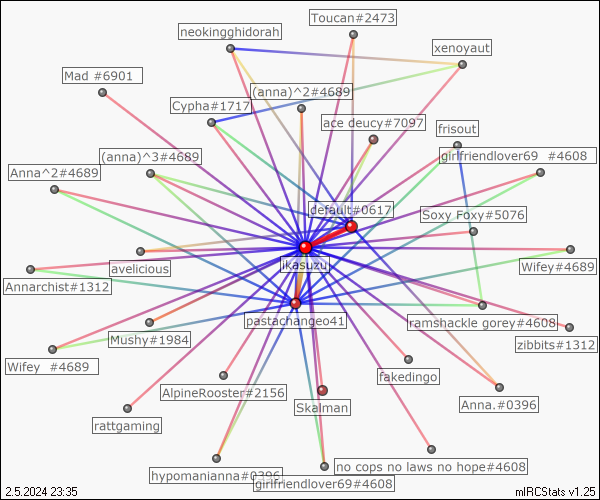 Toucan#2473
neokingghidorah
xenoyaut
Mad #6901
(anna)^2#4689
Cypha#1717
ace deucy#7097
frisout
(anna)^3#4689
girlfriendlover69 #4608
Anna^2#4689
default#0617
Soxy Foxy#5076
avelicious
ikasuzu
Wifey#4689
Annarchist#1312
pastachangeo41
ramshackle gorey#4608
Mushy#1984
zibbits#1312
Wifey #4689
fakedingo
AlpineRooster#2156
Skalman
Anna.#0396
rattgaming
no cops no laws no hope#4608
hypomanianna#0396
girlfriendlover69#4608
2.5.2024 23:35
mIRCStats v1.25